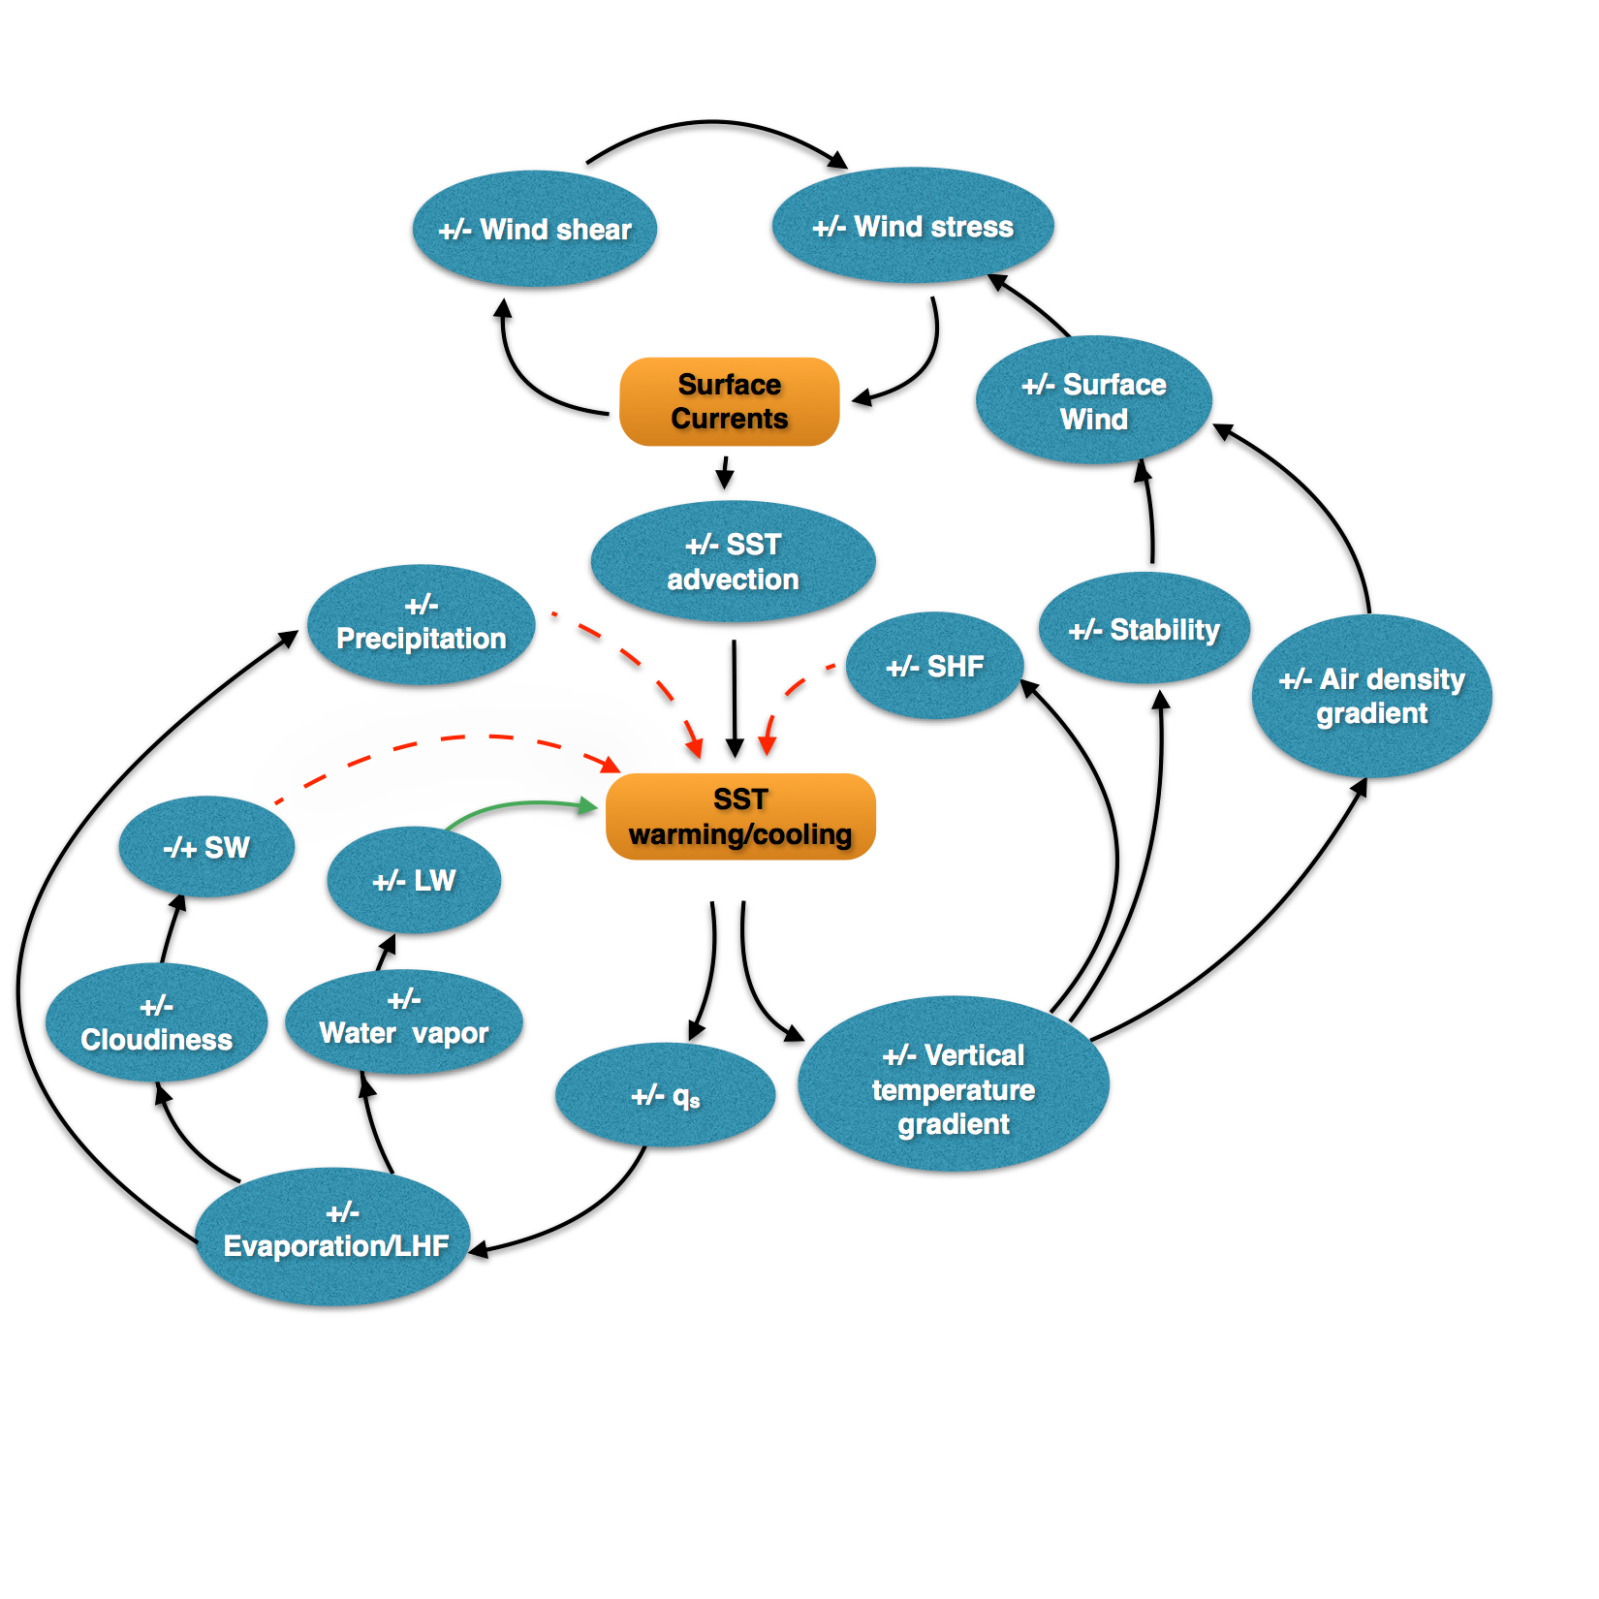 +/- Wind shear
+/- Wind stress
Surface
Currents
+/- Surface
Wind
+/- SST
advection
+/-
Precipitation
+/- SHF
+/- Stability
+/- Air density
gradient
SST
warming/cooling
-/+ SW
+/- LW
+/-
Cloudiness
+/-
Water vapor
+/- qs
+/- Vertical
temperature
gradient
+/-
Evaporation/LHF